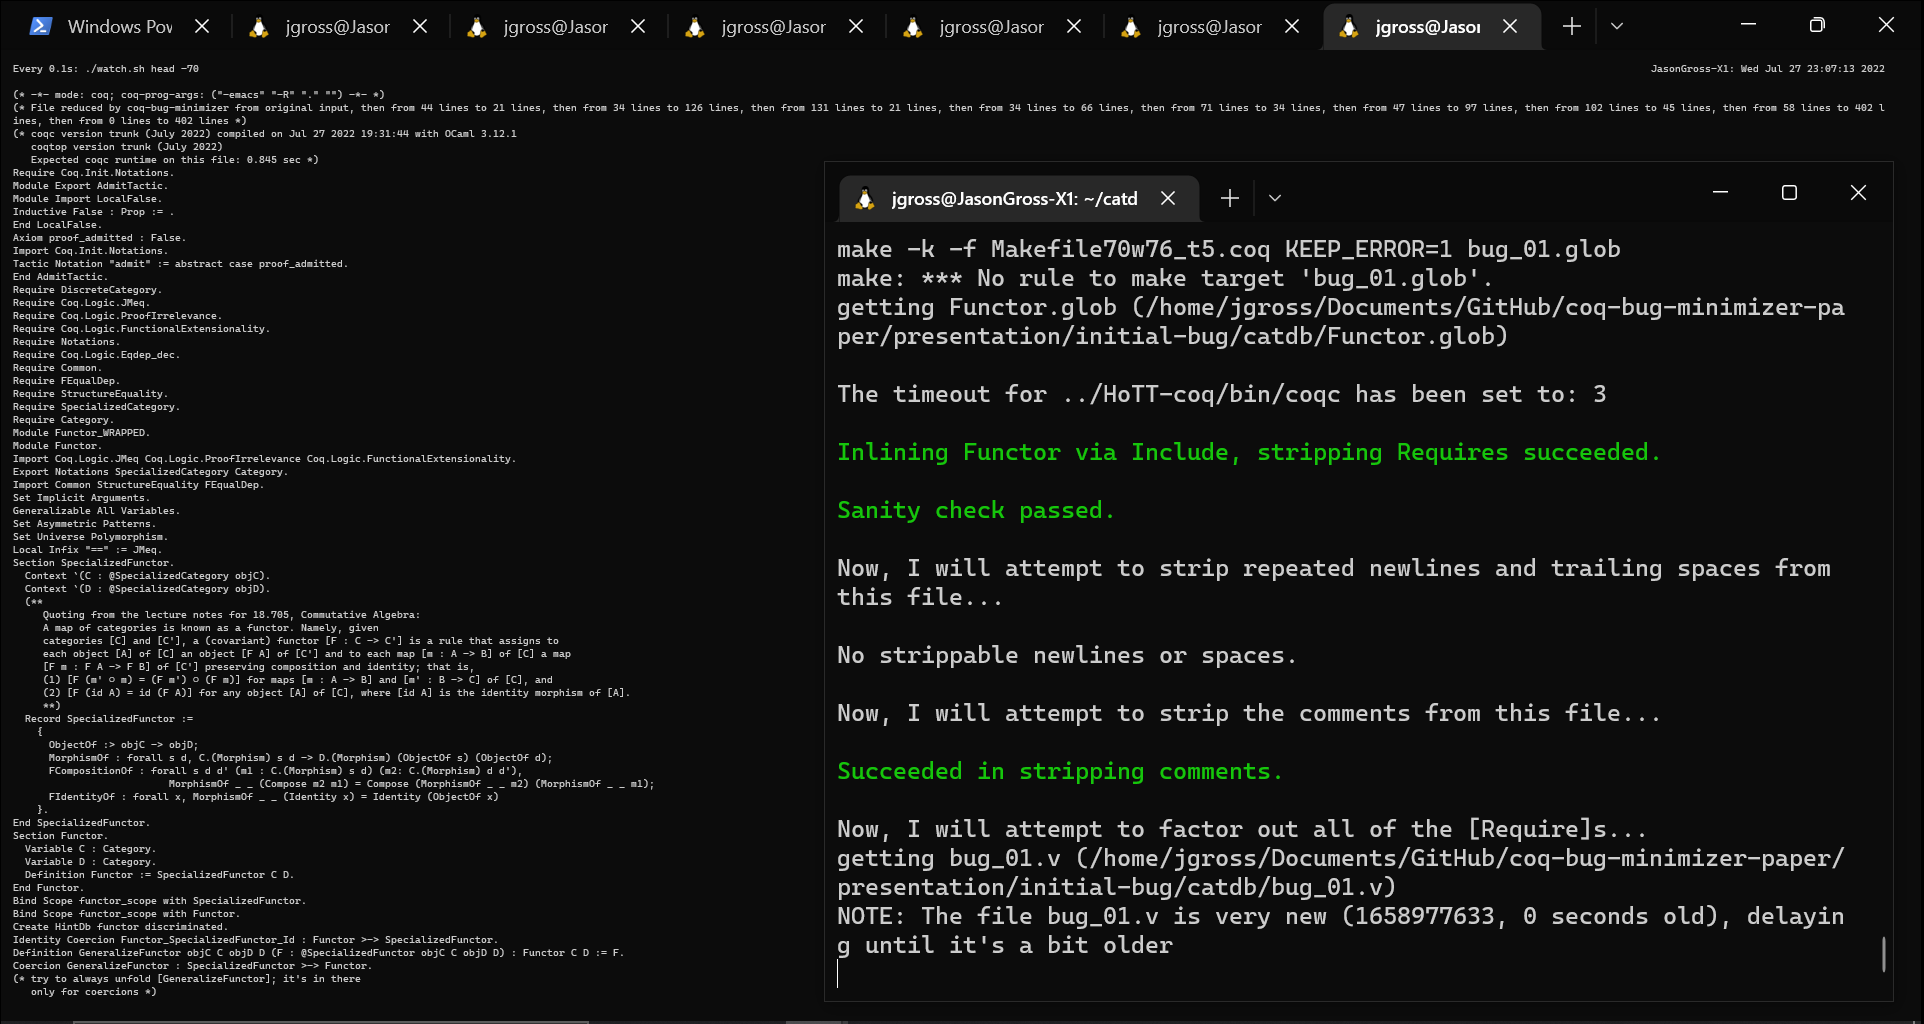 Windows Pov
jgross@Jasor
jgross@Jasor
jgross@Jasor
jgross@Jasor
jgross@Jasor
jgross@Jasor
Every 0.1s: ./watch.sh head -70
JasonGross-X1: Wed Jul 27 23:07:13 2022
(* -*- mode: coq; coq-prog-args: ("-emacs" "-R" "." "") -*- *)
(* File reduced by coq-bug-minimizer from original input, then from 44 lines to 21 lines, then from 34 lines to 126 lines, then from 131 lines to 21 lines, then from 34 lines to 66 lines, then from 71 lines to 34 lines, then from 47 lines to 97 lines, then from 102 lines to 45 lines, then from 58 lines to 402 l
ines, then from 0 lines to 402 lines *)
(* coqc version trunk (July 2022) compiled on Jul 27 2022 19:31:44 with OCaml 3.12.1
coqtop version trunk (July 2022)
Expected coqc runtime on this file: 0.845 sec *)
Require Coq.Init.Notations.
Module Export AdmitTactic.
Module Import LocalFalse.
Inductive False : Prop := .
End LocalFalse.
Axiom proof_admitted : False.
Import Coq.Init.Notations.
Tactic Notation "admit" := abstract case proof_admitted.
End AdmitTactic.
Require DiscreteCategory.
Require Coq.Logic.JMeq.
Require Coq.Logic.ProofIrrelevance.
Require Coq.Logic.FunctionalExtensionality.
Require Notations.
Require Coq.Logic.Eqdep_dec.
Require Common.
Require FEqualDep.
Require StructureEquality.
Require SpecializedCategory.
Require Category.
Module Functor_WRAPPED.
Module Functor.
Import Coq.Logic.JMeq Coq.Logic.ProofIrrelevance Coq.Logic.FunctionalExtensionality.
Export Notations SpecializedCategory Category.
Import Common StructureEquality FEqualDep.
Set Implicit Arguments.
Generalizable All Variables.
Set Asymmetric Patterns.
Set Universe Polymorphism.
Local Infix "==" := JMeq.
Section SpecializedFunctor.
Context `(C : @SpecializedCategory objC).
Context `(D : @SpecializedCategory objD).
(**
Quoting from the lecture notes for 18.705, Commutative Algebra:
A map of categories is known as a functor. Namely, given
categories [C] and [C'], a (covariant) functor [F : C -> C'] is a rule that assigns to
each object [A] of [C] an object [F A] of [C'] and to each map [m : A -> B] of [C] a map
[F m : F A -> F B] of [C'] preserving composition and identity; that is,
(1) [F (m' ○ m) = (F m') ○ (F m)] for maps [m : A -> B] and [m' : B -> C] of [C], and
(2) [F (id A) = id (F A)] for any object [A] of [C], where [id A] is the identity morphism of [A].
**)
Record SpecializedFunctor :=
{
ObjectOf :> objC -> objD;
MorphismOf : forall s d, C.(Morphism) s d -> D.(Morphism) (ObjectOf s) (ObjectOf d);
FCompositionOf : forall s d d' (m1 : C.(Morphism) s d) (m2: C.(Morphism) d d'),
MorphismOf _ _ (Compose m2 m1) = Compose (MorphismOf _ _ m2) (MorphismOf _ _ m1);
FIdentityOf : forall x, MorphismOf _ _ (Identity x) = Identity (ObjectOf x)
}.
End SpecializedFunctor.
Section Functor.
Variable C : Category.
Variable D : Category.
Definition Functor := SpecializedFunctor C D.
End Functor.
Bind Scope functor_scope with SpecializedFunctor.
Bind Scope functor_scope with Functor.
Create HintDb functor discriminated.
Identity Coercion Functor_SpecializedFunctor_Id : Functor >-> SpecializedFunctor.
Definition GeneralizeFunctor objC C objD D (F : @SpecializedFunctor objC C objD D) : Functor C D := F.
Coercion GeneralizeFunctor : SpecializedFunctor >-> Functor.
(* try to always unfold [GeneralizeFunctor]; it's in there
only for coercions *)
jgross@JasonGross-X1: ~/catd
make -k -f Makefile70w76_t5.coq KEEP_ERROR=1 bug_01.glob
make: *** No rule to make target 'bug_01.glob'.
getting Functor.glob (/home/jgross/Documents/GitHub/coq-bug-minimizer-pa
per/presentation/initial-bug/catdb/Functor.glob)
The timeout for ../HoTT-coq/bin/coqc has been set to: 3
Inlining Functor via Include, stripping Requires succeeded.
Sanity check passed.
Now, I will attempt to strip repeated newlines and trailing spaces from
this file...
No strippable newlines or spaces.
Now, I will attempt to strip the comments from this file...
Succeeded in stripping comments.
Now, I will attempt to factor out all of the [Require]s...
getting bug_01.v (/home/jgross/Documents/GitHub/coq-bug-minimizer-paper/
presentation/initial-bug/catdb/bug_01.v)
NOTE: The file bug_01.v is very new (1658977633, 0 seconds old), delayin
g until it's a bit older